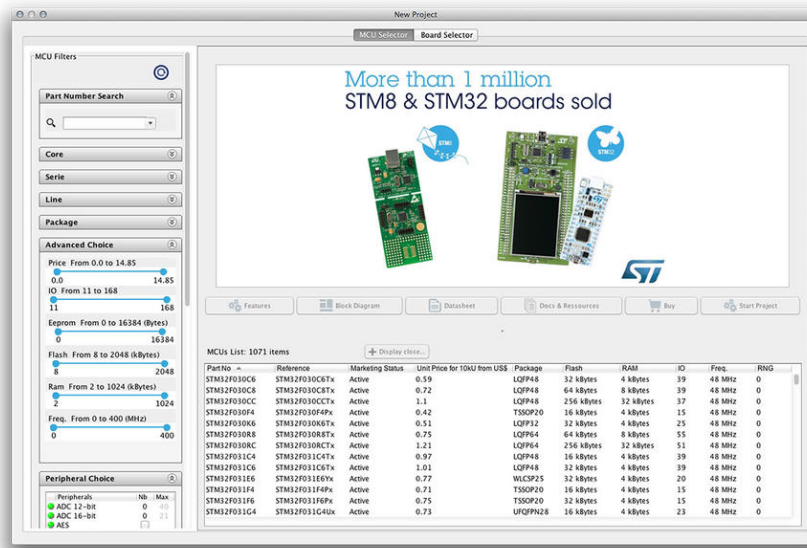 New Project
MCU Selector Board Selector
MCU Filters
Part Number Search
Core
Serie
Line
Package
Advanced Choice
Price From 0.0 to 14.85
0.0 14.85
IO From 11 to 168
11 168
Eeprom From 0 to 16384 (Bytes)
0 16384
Flash From 8 to 2048 (kBytes)
8 2048
Ram From 2 to 1024 (kBytes)
2 1024
Freq. From 0 to 400 (MHz)
0 400
Peripheral Choice
Peripherals Nb Max
ADC 12-bit 0 40
ADC 16-bit 0 21
AES
More than 1 million
STM8 & STM32 boards sold
STM8
STM32
ST
Features Block Diagram Datasheet Docs & Ressources Buy Start Project
MCUs List: 1071 items Display close...
Part No Reference Marketing Status Unit Price for 10kU from US$ Package Flash RAM IO Freq. RNG
STM32F030C6 STM32F030C6Tx Active 0.59 LQFP48 32 kBytes 4 kBytes 39 48 MHz 0
STM32F030C8 STM32F030C8Tx Active 0.72 LQFP48 64 kBytes 8 kBytes 39 48 MHz 0
STM32F030CC STM32F030CCTx Active 1.1 LQFP48 256 kBytes 32 kBytes 37 48 MHz 0
STM32F030F4 STM32F030F4Px Active 0.42 TSSOP20 16 kBytes 4 kBytes 15 48 MHz 0
STM32F030K6 STM32F030K6Tx Active 0.51 LQFP32 32 kBytes 4 kBytes 25 48 MHz 0
STM32F030R8 STM32F030R8Tx Active 0.75 LQFP64 64 kBytes 8 kBytes 55 48 MHz 0
STM32F030RC STM32F030RCTx Active 1.21 LQFP64 256 kBytes 32 kBytes 51 48 MHz 0
STM32F031C4 STM32F031C4Tx Active 0.97 LQFP48 16 kBytes 4 kBytes 39 48 MHz 0
STM32F031C6 STM32F031C6Tx Active 1.01 LQFP48 32 kBytes 4 kBytes 39 48 MHz 0
STM32F031E6 STM32F031E6Yx Active 0.77 WLCSP25 32 kBytes 4 kBytes 20 48 MHz 0
STM32F031F4 STM32F031F4Px Active 0.71 TSSOP20 16 kBytes 4 kBytes 15 48 MHz 0
STM32F031F6 STM32F031F6Px Active 0.75 TSSOP20 32 kBytes 4 kBytes 15 48 MHz 0
STM32F031G4 STM32F031G4Ux Active 0.73 UFQFPN28 16 kBytes 4 kBytes 23 48 MHz 0